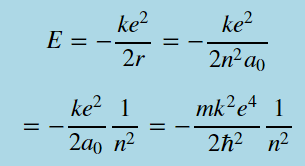 E = − ke²/2r = − ke²/2n²a₀
= − ke²/2a₀ 1/n² = − mk²e⁴/2ℏ² 1/n²